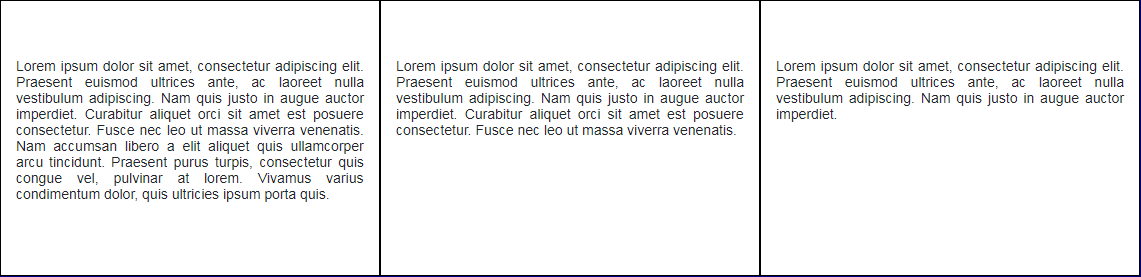 Lorem ipsum dolor sit amet, consectetur adipiscing elit.
Praesent euismod ultrices ante, ac laoreet nulla
vestibulum adipiscing. Nam quis justo in augue auctor
imperdiet. Curabitur aliquet orci sit amet est posuere
consectetur. Fusce nec leo ut massa viverra venenatis.
Nam accumsan libero a elit aliquet quis ullamcorper
arcu tincidunt. Praesent purus turpis, consectetur quis
congue vel, pulvinar at lorem. Vivamus varius
condimentum dolor, quis ultricies ipsum porta quis.
Lorem ipsum dolor sit amet, consectetur adipiscing elit.
Praesent euismod ultrices ante, ac laoreet nulla
vestibulum adipiscing. Nam quis justo in augue auctor
imperdiet. Curabitur aliquet orci sit amet est posuere
consectetur. Fusce nec leo ut massa viverra venenatis.
Lorem ipsum dolor sit amet, consectetur adipiscing elit.
Praesent euismod ultrices ante, ac laoreet nulla
vestibulum adipiscing. Nam quis justo in augue auctor
imperdiet.